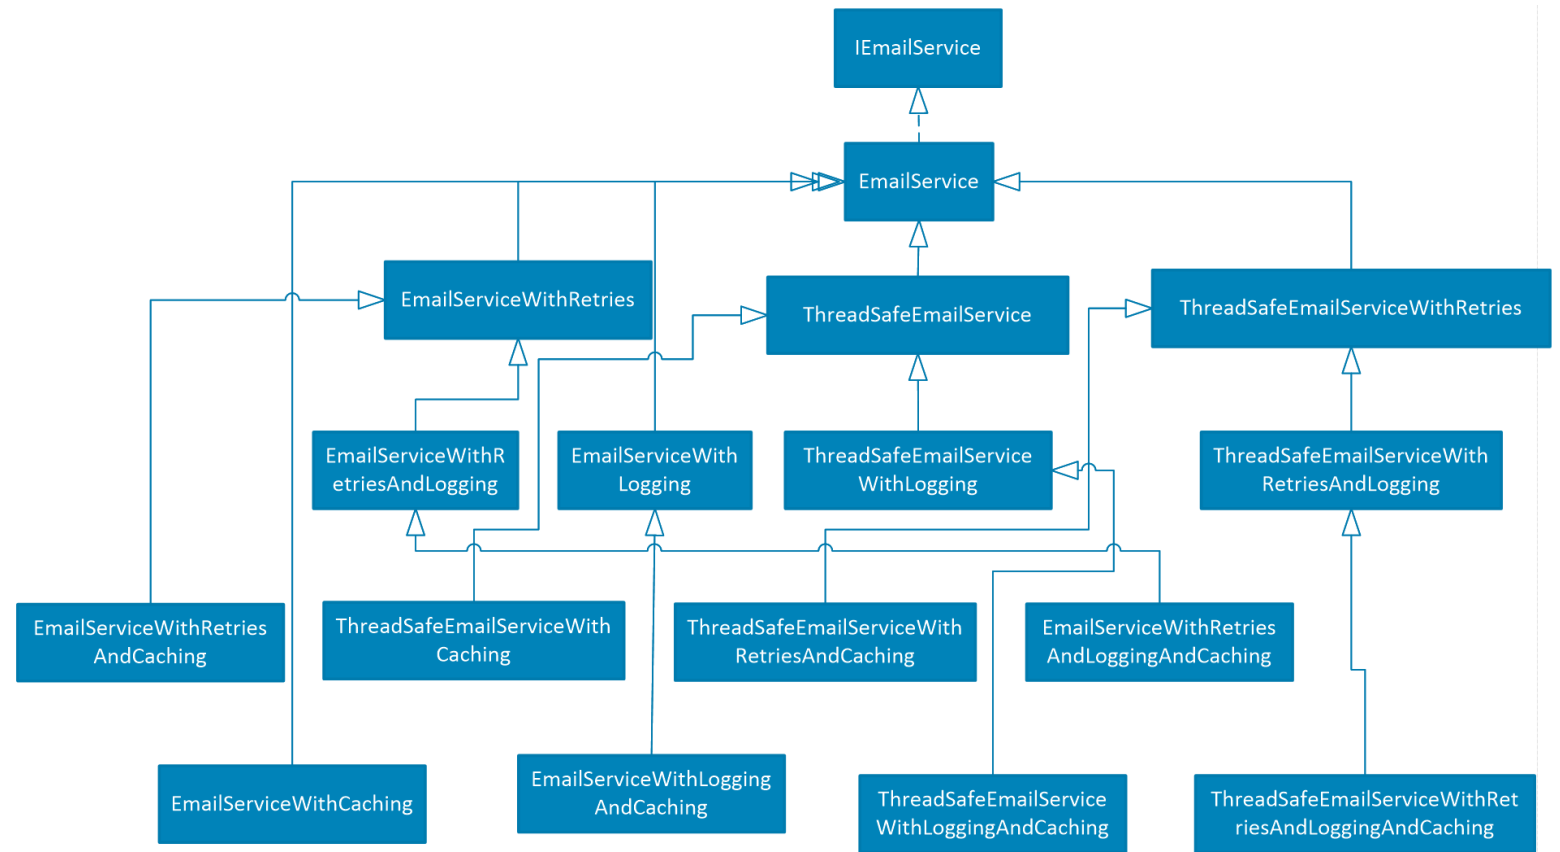 IEmailService
EmailService
EmailServiceWithRetries
ThreadSafeEmailService
ThreadSafeEmailServiceWithRetries
EmailServiceWithR
etriesAndLogging
EmailServiceWith
Logging
ThreadSafeEmailService
WithLogging
ThreadSafeEmailServiceWith
RetriesAndLogging
EmailServiceWithRetries
AndCaching
ThreadSafeEmailServiceWith
Caching
ThreadSafeEmailServiceWith
RetriesAndCaching
EmailServiceWithRetries
AndLoggingAndCaching
EmailServiceWithCaching
EmailServiceWithLogging
AndCaching
ThreadSafeEmailService
WithLoggingAndCaching
ThreadSafeEmailServiceWithRet
riesAndLoggingAndCaching